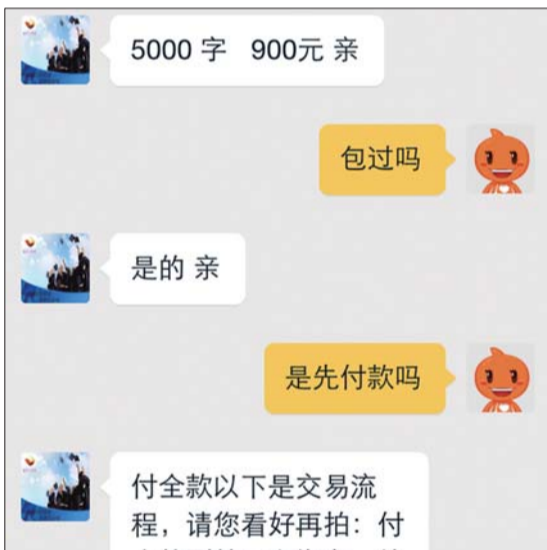 5000 字 900元 亲
包过吗
是的 亲
是先付款吗
付全款以下是交易流
程，请您看好再拍：付